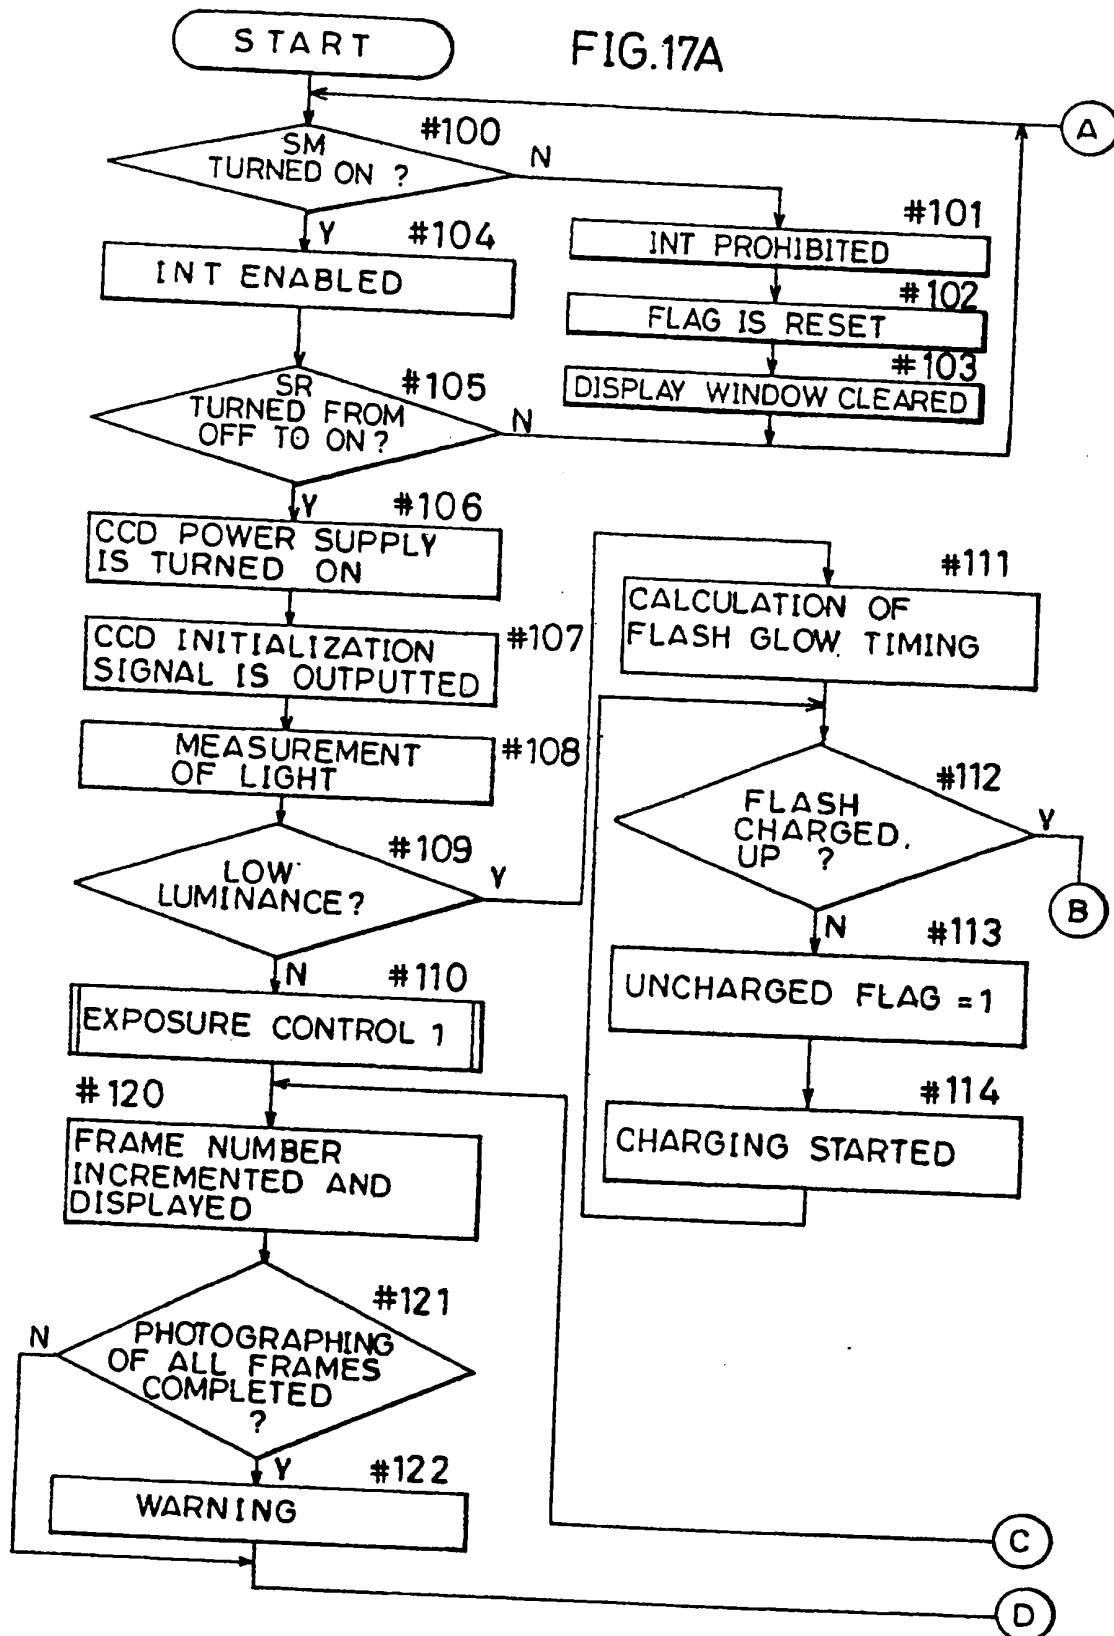 START
FIG.17A
A
#100
SM
TURNED ON ?
N
Y
#101
INT PROHIBITED
#102
FLAG IS RESET
#103
DISPLAY WINDOW CLEARED
#104
INT ENABLED
#105
SR
TURNED FROM
OFF TO ON ?
N
Y
#106
CCD POWER SUPPLY
IS TURNED ON
#107
CCD INITIALIZATION
SIGNAL IS OUTPUTTED
#108
MEASUREMENT
OF LIGHT
#109
LOW
LUMINANCE?
Y
N
#110
EXPOSURE CONTROL 1
#111
CALCULATION OF
FLASH GLOW TIMING
#112
FLASH
CHARGED
UP ?
Y
B
N
#113
UNCHARGED FLAG = 1
#114
CHARGING STARTED
#120
FRAME NUMBER
INCREMENTED AND
DISPLAYED
#121
PHOTOGRAPHING
OF ALL FRAMES
COMPLETED
?
N
Y
#122
WARNING
C
D